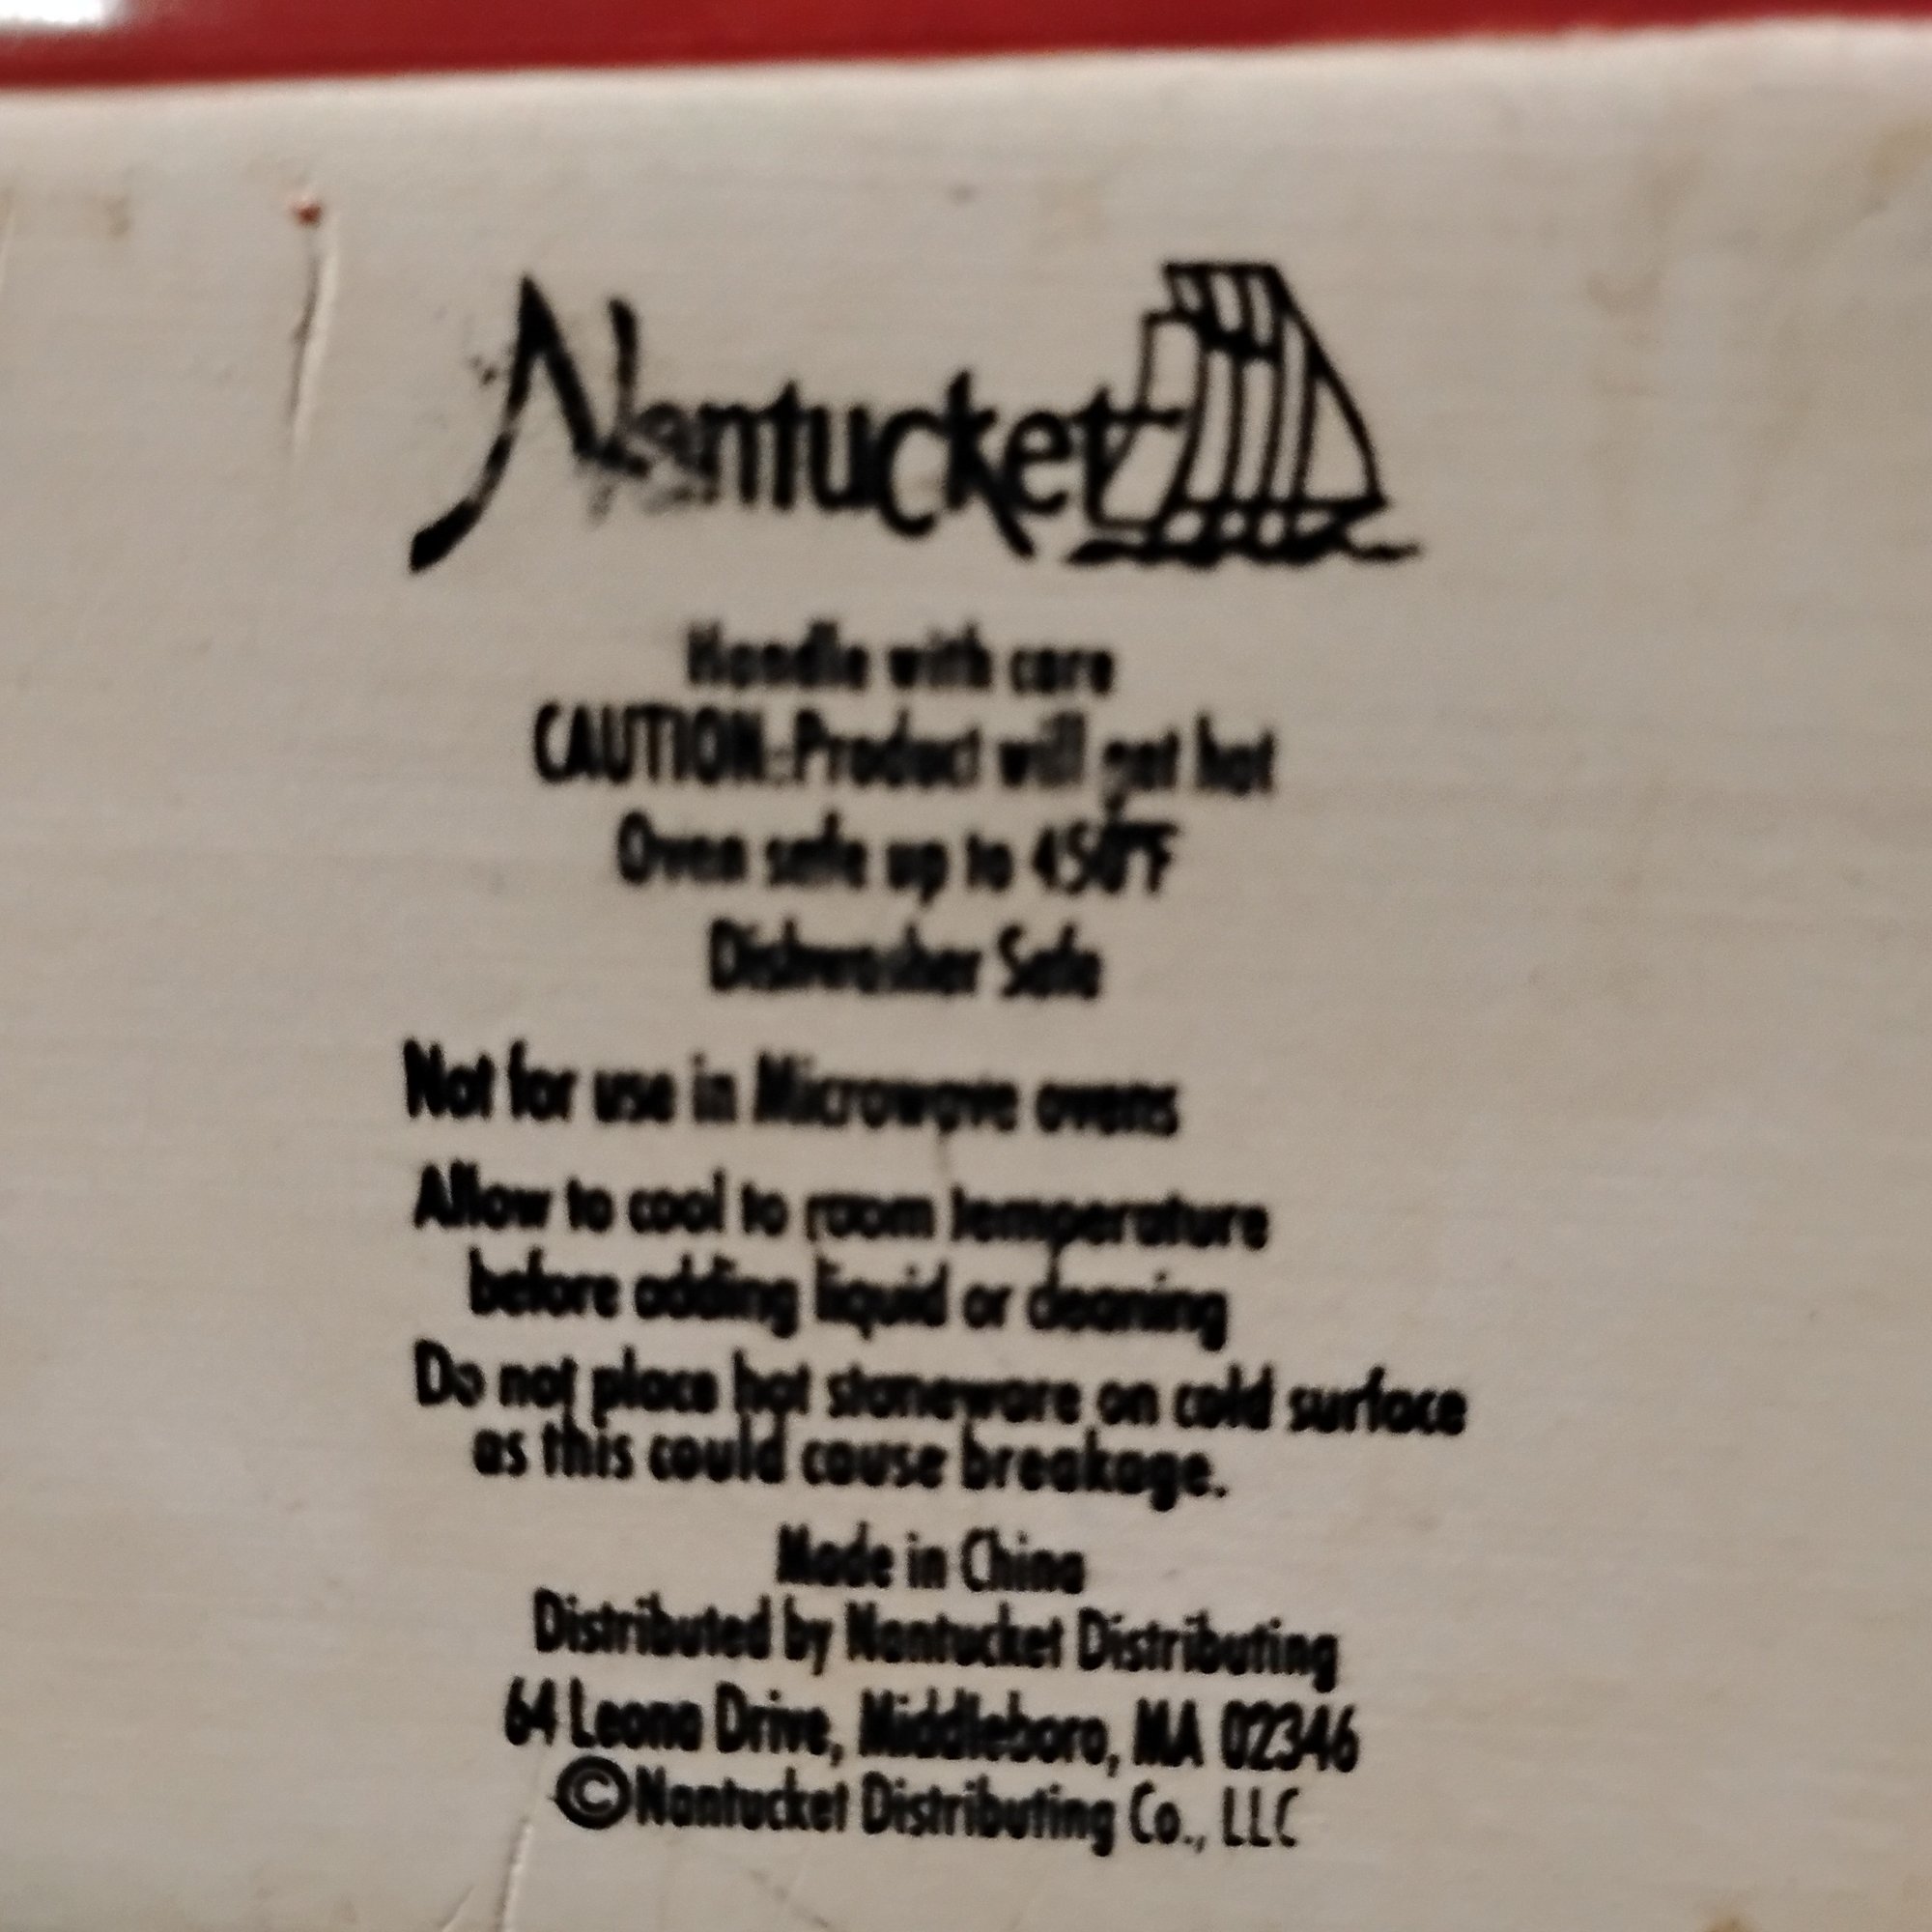 Nantucket
Handle with care
CAUTION:Product will get hot
Oven safe up to 450°F
Dishwasher Safe
Not for use in Microwave ovens
Allow to cool to room temperature
before adding liquid or cleaning
Do not place hot stoneware on cold surface
as this could cause breakage.
Made in China
Distributed by Nantucket Distributing
64 Leona Drive, Middleboro, MA 02346
©Nantucket Distributing Co., LLC